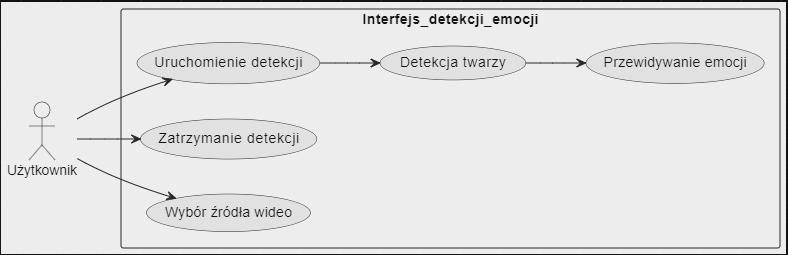 Interfejs_detekcji_emocji
Uruchomienie detekcji
Detekcja twarzy
Przewidywanie emocji
Zatrzymanie detekcji
Użytkownik
Wybór źródła wideo